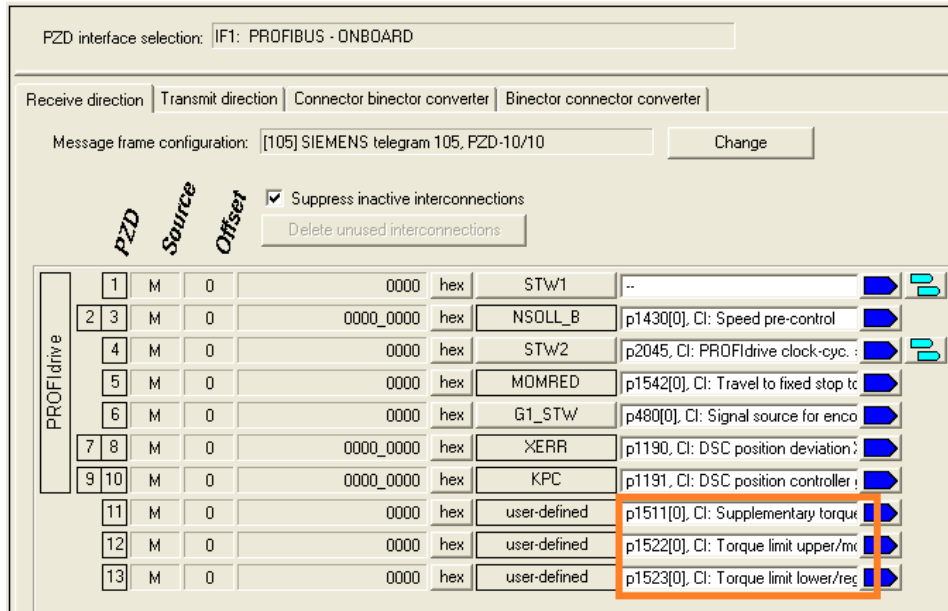 PZD interface selection: IF1: PROFIBUS - ONBOARD
Receive direction Transmit direction Connector binector converter Binector connector converter
Message frame configuration: [105] SIEMENS telegram 105, PZD-10/10 Change
PZD Source Offset Suppress inactive interconnections
Delete unused interconnections
PROFIdrive
1 M 0 0000 hex STW1 --
2 3 M 0 0000_0000 hex NSOLL_B p1430[0], CI: Speed pre-control
4 M 0 0000 hex STW2 p2045, CI: PROFIdrive clock-cyc.
5 M 0 0000 hex MOMRED p1542[0], CI: Travel to fixed stop to
6 M 0 0000 hex G1_STW p480[0], CI: Signal source for enco
7 8 M 0 0000_0000 hex XERR p1190, CI: DSC position deviation
9 10 M 0 0000_0000 hex KPC p1191, CI: DSC position controller
11 M 0 0000 hex user-defined p1511[0], CI: Supplementary torque
12 M 0 0000 hex user-defined p1522[0], CI: Torque limit upper/mo
13 M 0 0000 hex user-defined p1523[0], CI: Torque limit lower/reg